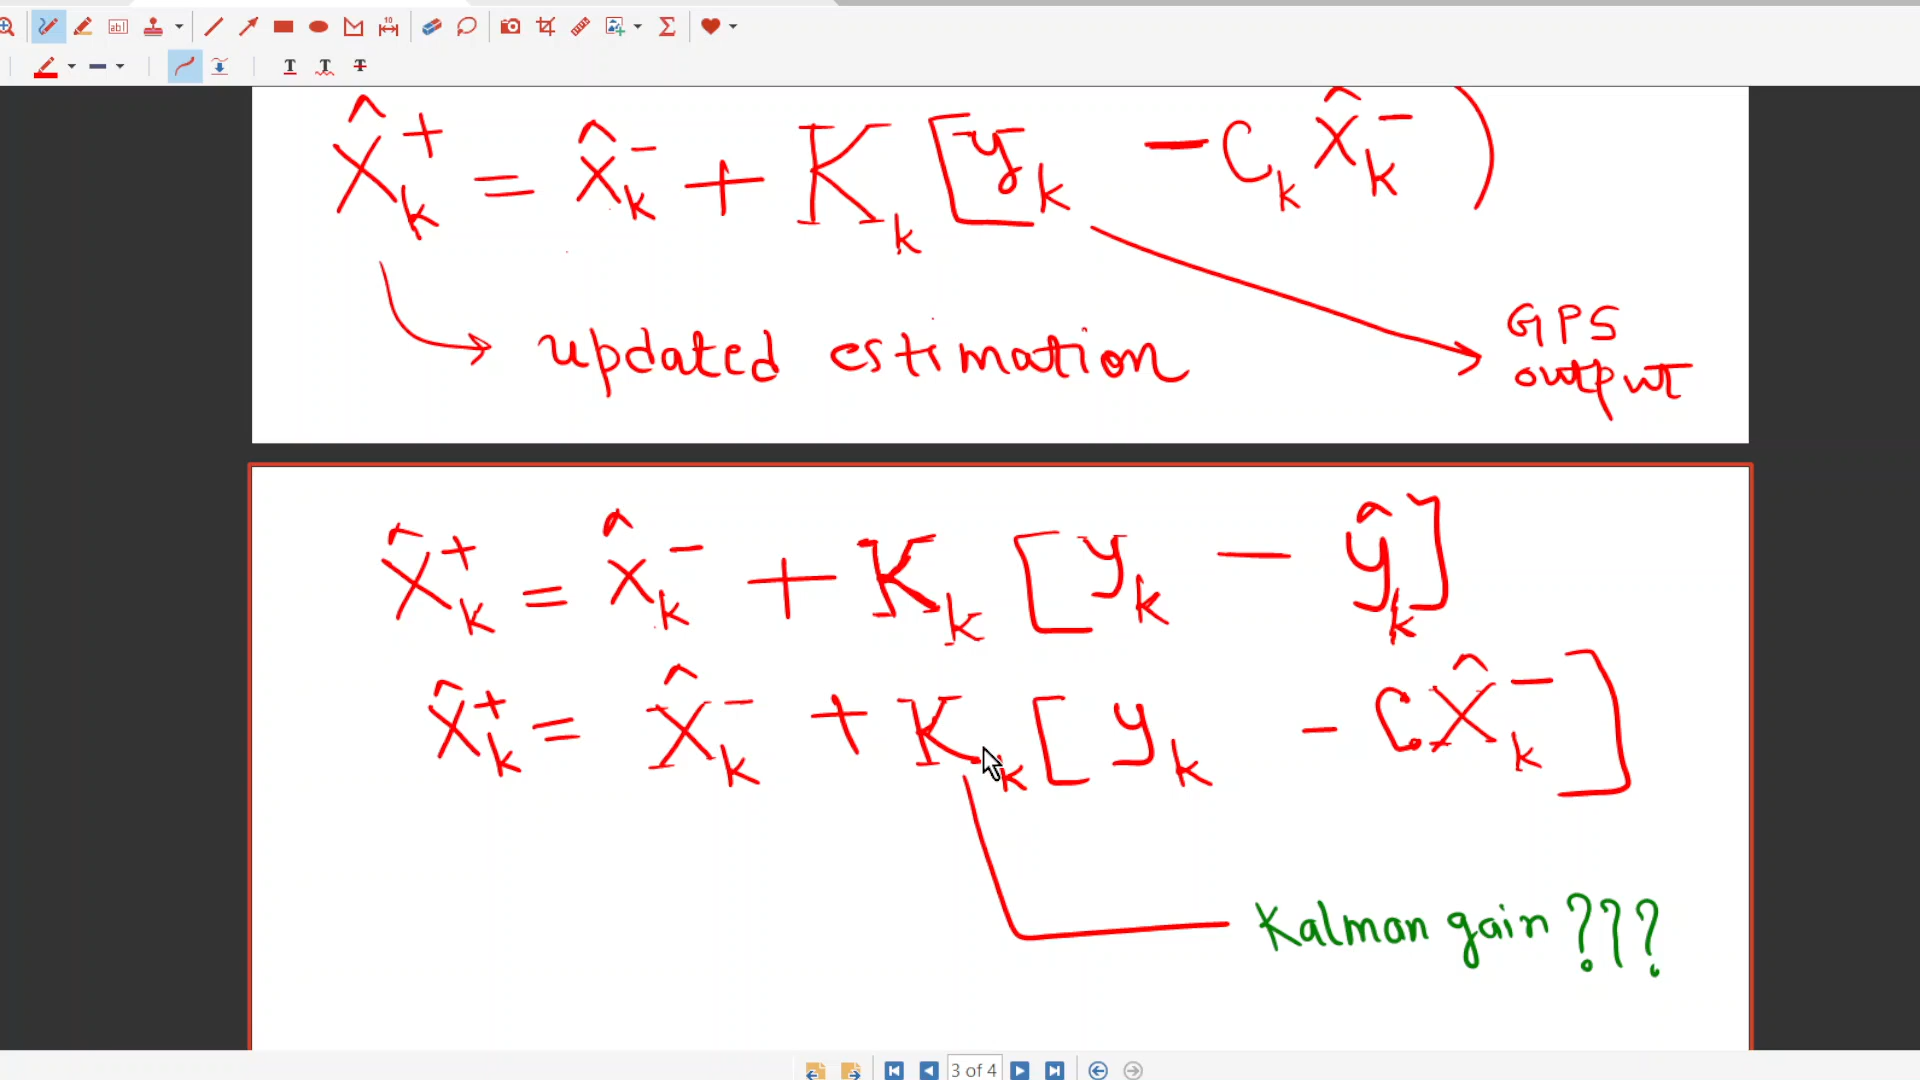 x̂ₖ⁺ = x̂ₖ⁻ + Kₖ [yₖ - Cₖ x̂ₖ⁻)
updated estimation
GPS
output
x̂ₖ⁺ = x̂ₖ⁻ + Kₖ [yₖ - ŷₖ]
x̂ₖ⁺ = x̂ₖ⁻ + Kₖ [yₖ - C x̂ₖ⁻]
Kalman gain ???
3 of 4